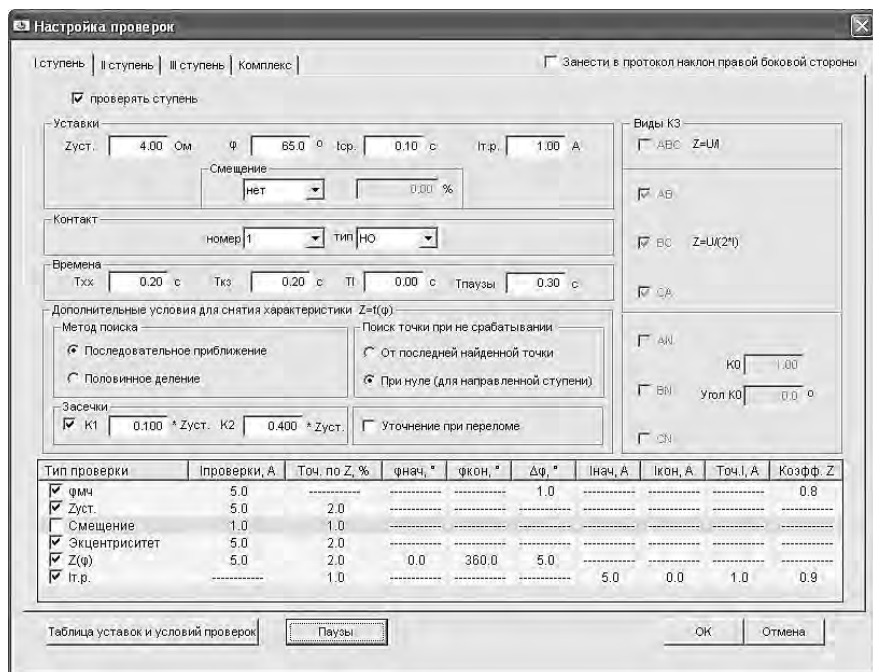 Настройка проверок
I ступень II ступень III ступень Комплекс
Занести в протокол наклон правой боковой стороны
проверять ступень
Уставки
Zуст. 4.00 Ом φ 65.0 ° tср. 0.10 с Iт.р. 1.00 А
Смещение
нет 0.00 %
Контакт
номер 1 тип НО
Времена
Тхх 0.20 с Ткз 0.20 с ТI 0.00 с Тпаузы 0.30 с
Дополнительные условия для снятия характеристики Z=f(φ)
Метод поиска
Последовательное приближение
Половинное деление
Поиск точки при не срабатывании
От последней найденной точки
При нуле (для направленной ступени)
Засечки
К1 0.100 * Zуст. К2 0.400 * Zуст.
Уточнение при переломе
Виды КЗ
ABC Z=U/I
AB
BC Z=U/(2*I)
CA
AN
К0 1.00
BN Угол К0 0.0 °
CN
Тип проверки Iпроверки, А Точ. по Z, % φнач, ° φкон, ° Δφ, ° Iнач, А Iкон, А Точ.I, А Коэфф. Z
φмч 5.0 ------------ ----------- ----------- 1.0 ----------- ----------- ----------- 0.8
Zуст. 5.0 2.0 ----------- ----------- ----------- ----------- ----------- ----------- -----------
Смещение 1.0 1.0 ----------- ----------- ----------- ----------- ----------- ----------- -----------
Экцентриситет 5.0 2.0 ----------- ----------- ----------- ----------- ----------- ----------- -----------
Z(φ) 5.0 2.0 0.0 360.0 5.0 ----------- ----------- ----------- -----------
Iт.р. ------------ 1.0 ----------- ----------- ----------- 5.0 0.0 1.0 0.9
Таблица уставок и условий проверок Паузы OK Отмена